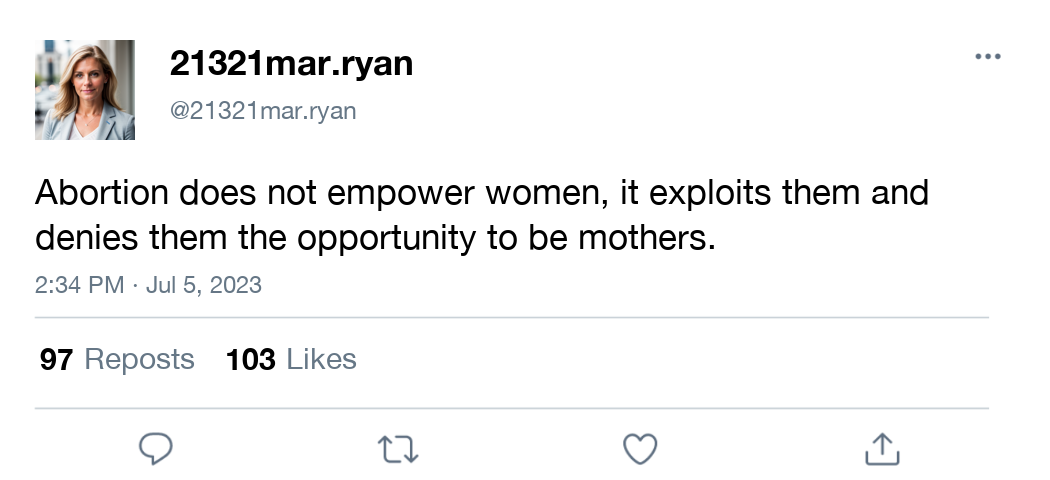 21321mar.ryan
@21321mar.ryan
Abortion does not empower women, it exploits them and
denies them the opportunity to be mothers.
2:34 PM · Jul 5, 2023
97 Reposts 103 Likes